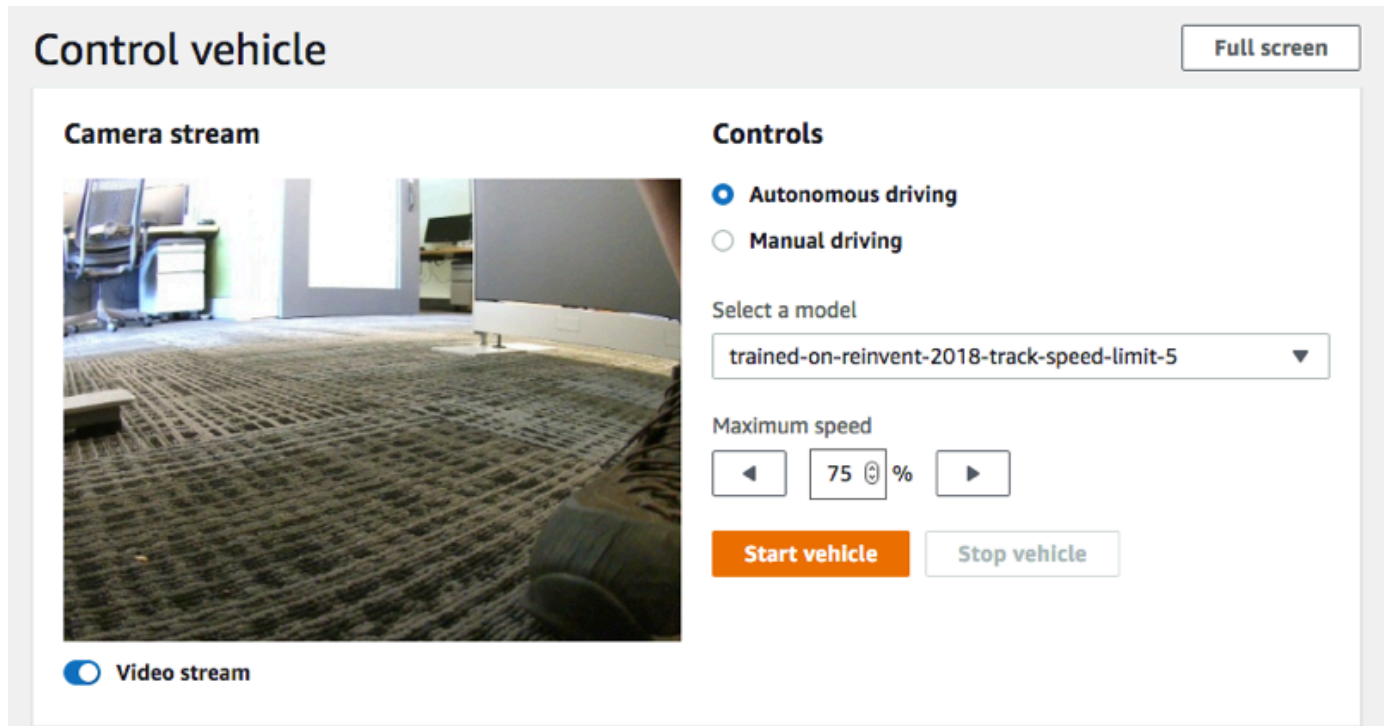 Control vehicle
Full screen
Camera stream
Controls
Autonomous driving
Manual driving
Select a model
trained-on-reinvent-2018-track-speed-limit-5
Maximum speed
75 %
Start vehicle
Stop vehicle
Video stream